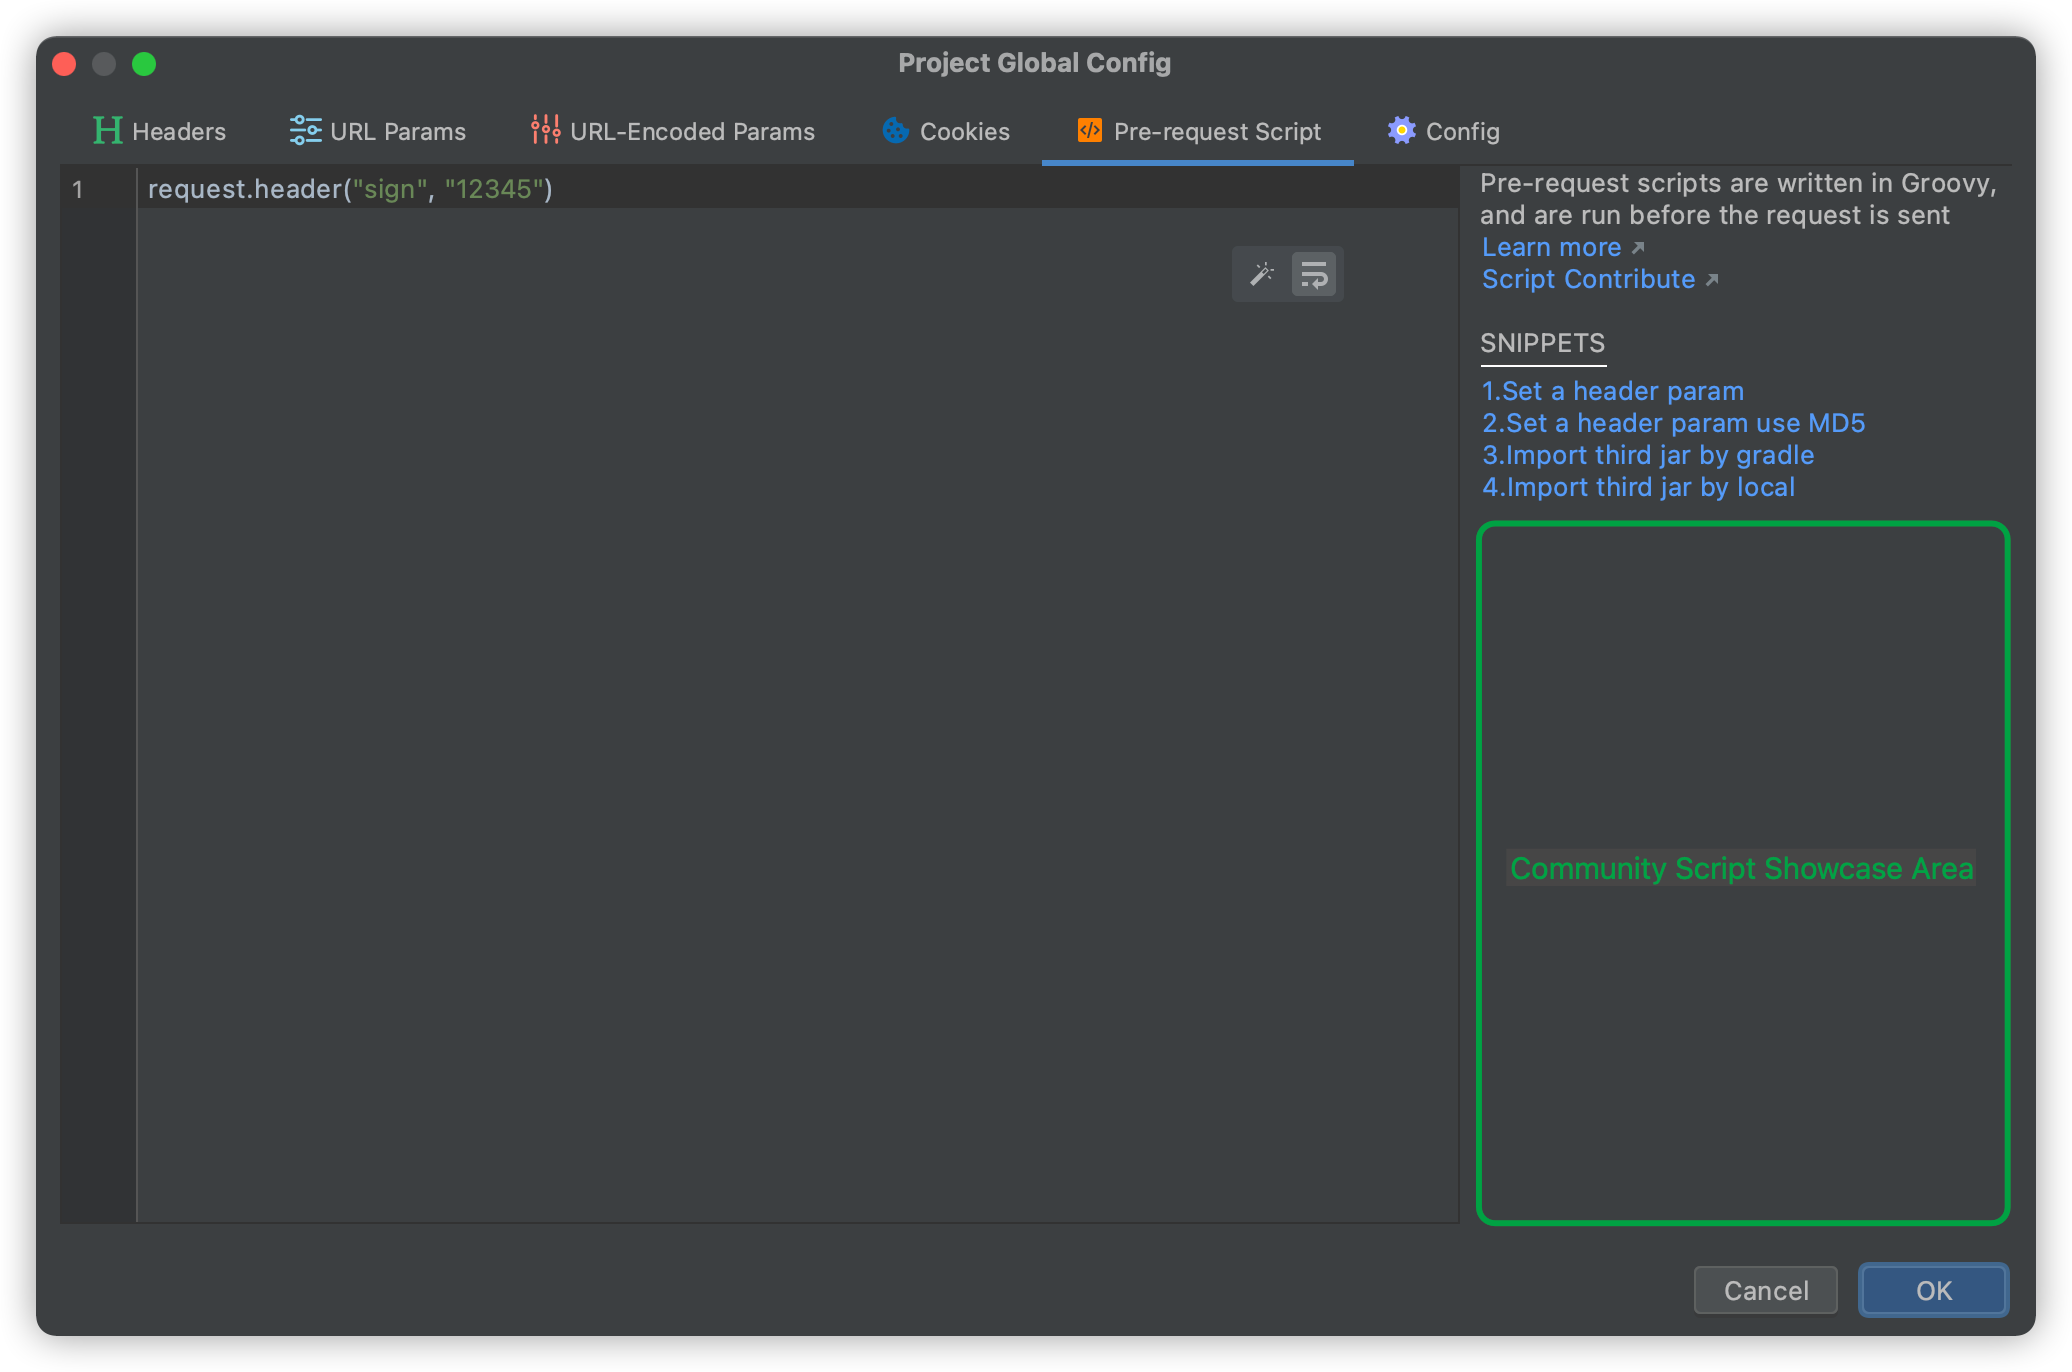 Project Global Config
Headers
URL Params
URL-Encoded Params
Cookies
Pre-request Script
Config
1
request.header("sign", "12345")
Pre-request scripts are written in Groovy,
and are run before the request is sent
Learn more
Script Contribute
SNIPPETS
1.Set a header param
2.Set a header param use MD5
3.Import third jar by gradle
4.Import third jar by local
Community Script Showcase Area
Cancel
OK